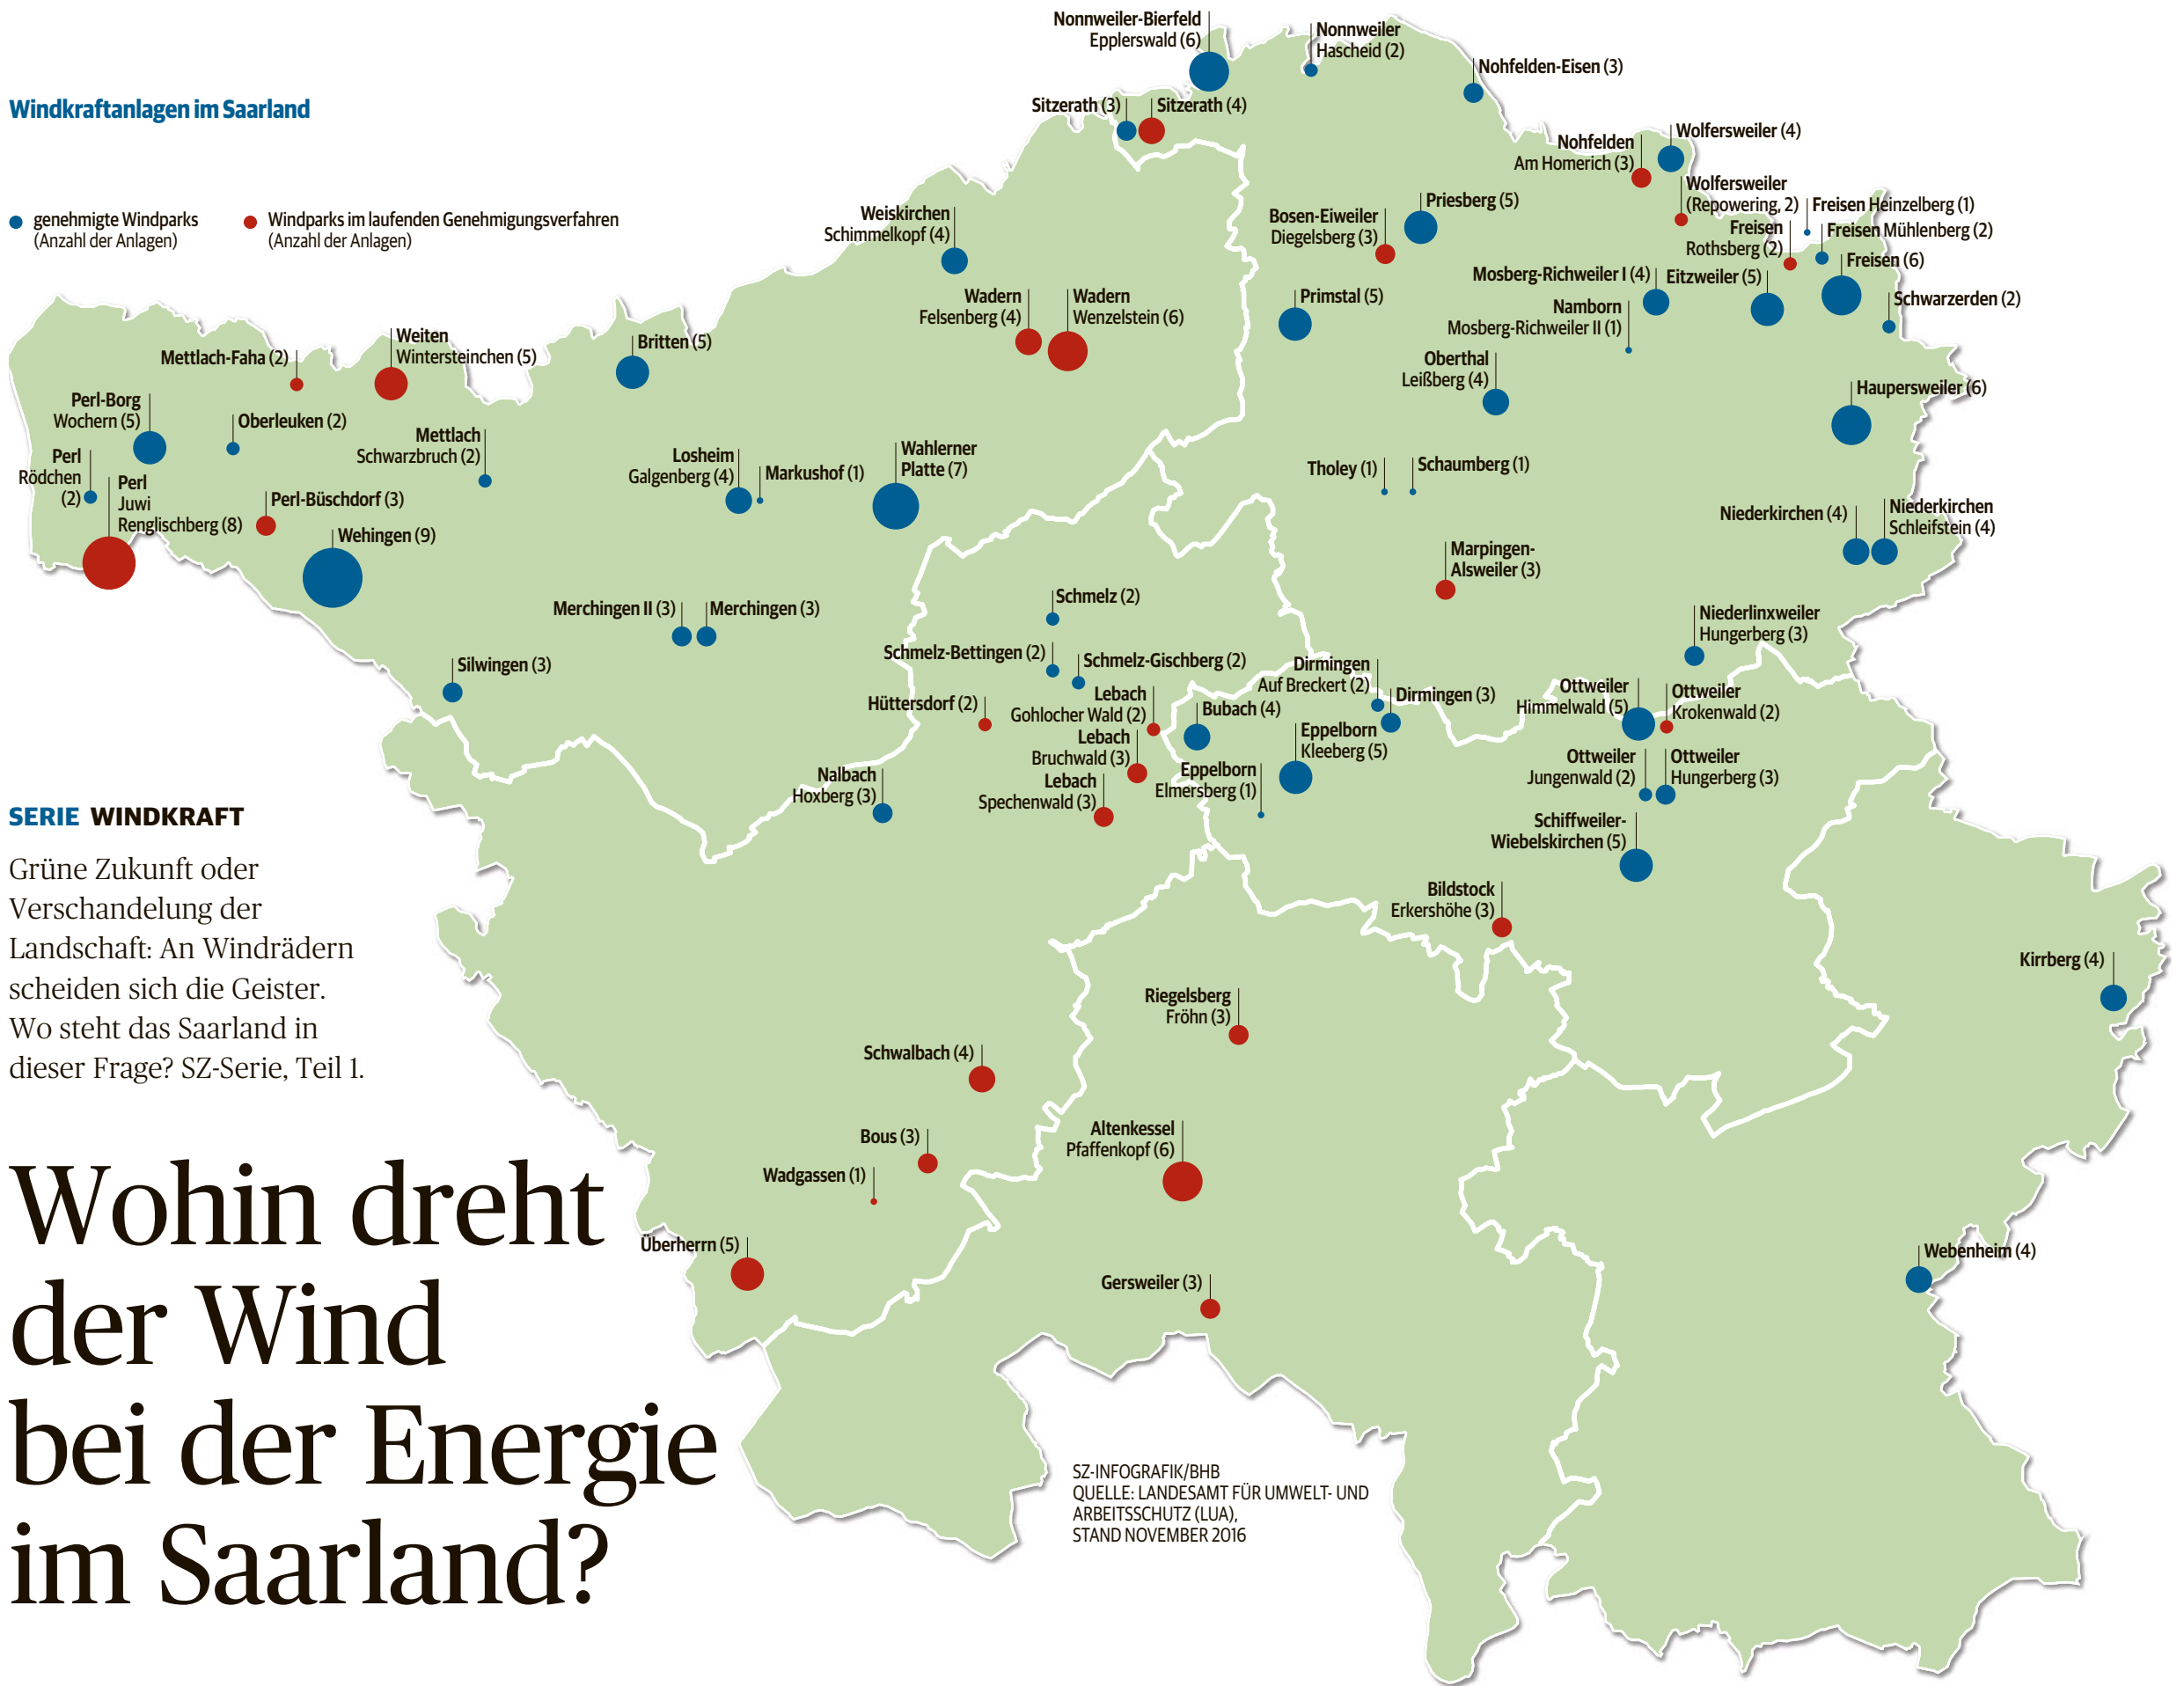 Windkraftanlagen im Saarland
genehmigte Windparks
(Anzahl der Anlagen)
Windparks im laufenden Genehmigungsverfahren
(Anzahl der Anlagen)
Nonnweiler-Bierfeld
Epplerswald (6)
Nonnweiler
Hascheid (2)
Nohfelden-Eisen (3)
Sitzerath (3)
Sitzerath (4)
Wolfersweiler (4)
Nohfelden
Am Homerich (3)
Wolfersweiler
(Repowering, 2)
Freisen Heinzelberg (1)
Freisen
Rothsberg (2)
Freisen Mühlenberg (2)
Freisen (6)
Priesberg (5)
Bosen-Eiweiler
Diegelsberg (3)
Weiskirchen
Schimmelkopf (4)
Mosberg-Richweiler I (4)
Eitzweiler (5)
Schwarzerden (2)
Namborn
Mosberg-Richweiler II (1)
Primstal (5)
Wadern
Felsenberg (4)
Wadern
Wenzelstein (6)
Weiten
Wintersteinchen (5)
Britten (5)
Mettlach-Faha (2)
Oberthal
Leißberg (4)
Haupersweiler (6)
Perl-Borg
Wochern (5)
Oberleuken (2)
Mettlach
Schwarzbruch (2)
Losheim
Galgenberg (4)
Markushof (1)
Wahlerner
Platte (7)
Tholey (1)
Schaumberg (1)
Perl
Rödchen
(2)
Perl
Juwi
Renglischberg (8)
Perl-Büschdorf (3)
Wehingen (9)
Niederkirchen (4)
Niederkirchen
Schleifstein (4)
Marpingen-
Alsweiler (3)
Merchingen II (3)
Merchingen (3)
Schmelz (2)
Niederlinxweiler
Hungerberg (3)
Silwingen (3)
Schmelz-Bettingen (2)
Schmelz-Gischberg (2)
Dirmingen
Auf Breckert (2)
Dirmingen (3)
Hüttersdorf (2)
Lebach
Gohlocher Wald (2)
Bubach (4)
Ottweiler
Himmelwald (5)
Ottweiler
Krokenwald (2)
Lebach
Bruchwald (3)
Eppelborn
Kleeberg (5)
Nalbach
Hoxberg (3)
Lebach
Spechenwald (3)
Eppelborn
Elmersberg (1)
Ottweiler
Jungenwald (2)
Ottweiler
Hungerberg (3)
Schiffweiler-
Wiebelskirchen (5)
Bildstock
Erkershöhe (3)
Kirrberg (4)
Riegelsberg
Fröhn (3)
Schwalbach (4)
Bous (3)
Altenkessel
Pfaffenkopf (6)
Wadgassen (1)
Überherrn (5)
Gersweiler (3)
Webenheim (4)
SERIE WINDKRAFT
Grüne Zukunft oder
Verschandelung der
Landschaft: An Windrädern
scheiden sich die Geister.
Wo steht das Saarland in
dieser Frage? SZ-Serie, Teil 1.
Wohin dreht
der Wind
bei der Energie
im Saarland?
SZ-INFOGRAFIK/BHB
QUELLE: LANDESAMT FÜR UMWELT- UND
ARBEITSSCHUTZ (LUA),
STAND NOVEMBER 2016